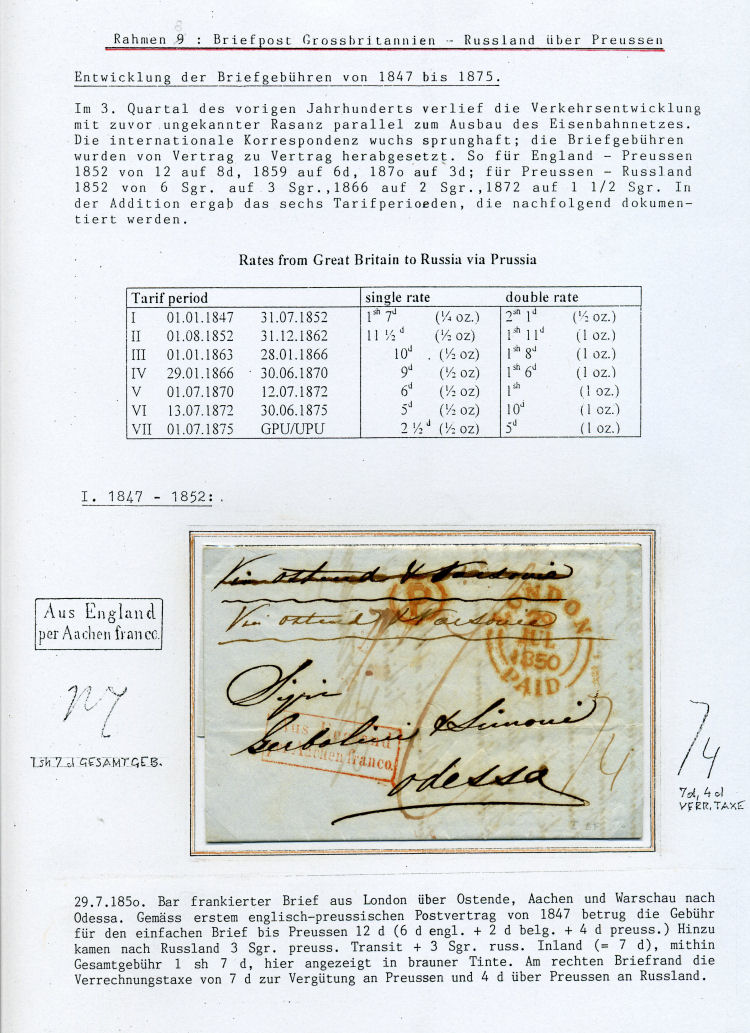 Rahmen 9 : Briefpost Grossbritannien - Russland über Preussen
Entwicklung der Briefgebühren von 1847 bis 1875.
Im 3. Quartal des vorigen Jahrhunderts verlief die Verkehrsentwicklung
mit zuvor ungekannter Rasanz parallel zum Ausbau des Eisenbahnnetzes.
Die internationale Korrespondenz wuchs sprunghaft; die Briefgebühren
wurden von Vertrag zu Vertrag herabgesetzt. So für England - Preussen
1852 von 12 auf 8d, 1859 auf 6d, 187o auf 3d; für Preussen - Russland
1852 von 6 Sgr. auf 3 Sgr.,1866 auf 2 Sgr.,1872 auf 1 1/2 Sgr. In
der Addition ergab das sechs Tarifperioeden, die nachfolgend dokumen-
tiert werden.
Rates from Great Britain to Russia via Prussia
Tarif period single rate double rate
I 01.01.1847 31.07.1852 1sh 7d (¼ oz.) 2sh 1d (½ oz.)
II 01.08.1852 31.12.1862 11 ½d (½ oz) 1sh 11d (1 oz.)
III 01.01.1863 28.01.1866 10d . (½ oz) 1sh 8d (1 oz.)
IV 29.01.1866 30.06.1870 9d (½ oz) 1sh 6d (1 oz.)
V 01.07.1870 12.07.1872 6d (½ oz) 1sh (1 oz.)
VI 13.07.1872 30.06.1875 5d (½ oz) 10d (1 oz.)
VII 01.07.1875 GPU/UPU 2 ½d (½ oz) 5d (1 oz.)
I. 1847 - 1852:
Via Ostend & Varsovie
P
LONDON
JUL
1850
PAID
Via Ostend & Varsovie
Aus England
per Aachen franco.
Sigri
& Simoni
Aus England
per Aachen franco.
Odessa
1sh.7d GESAMTGEB.
7/4
7d, 4d
VERR.TAXE
29.7.185o. Bar frankierter Brief aus London über Ostende, Aachen und Warschau nach
Odessa. Gemäss erstem englisch-preussischen Postvertrag von 1847 betrug die Gebühr
für den einfachen Brief bis Preussen 12 d (6 d engl. + 2 d belg. + 4 d preuss.) Hinzu
kamen nach Russland 3 Sgr. preuss. Transit + 3 Sgr. russ. Inland (= 7 d), mithin
Gesamtgebühr 1 sh 7 d, hier angezeigt in brauner Tinte. Am rechten Briefrand die
Verrechnungstaxe von 7 d zur Vergütung an Preussen und 4 d über Preussen an Russland.